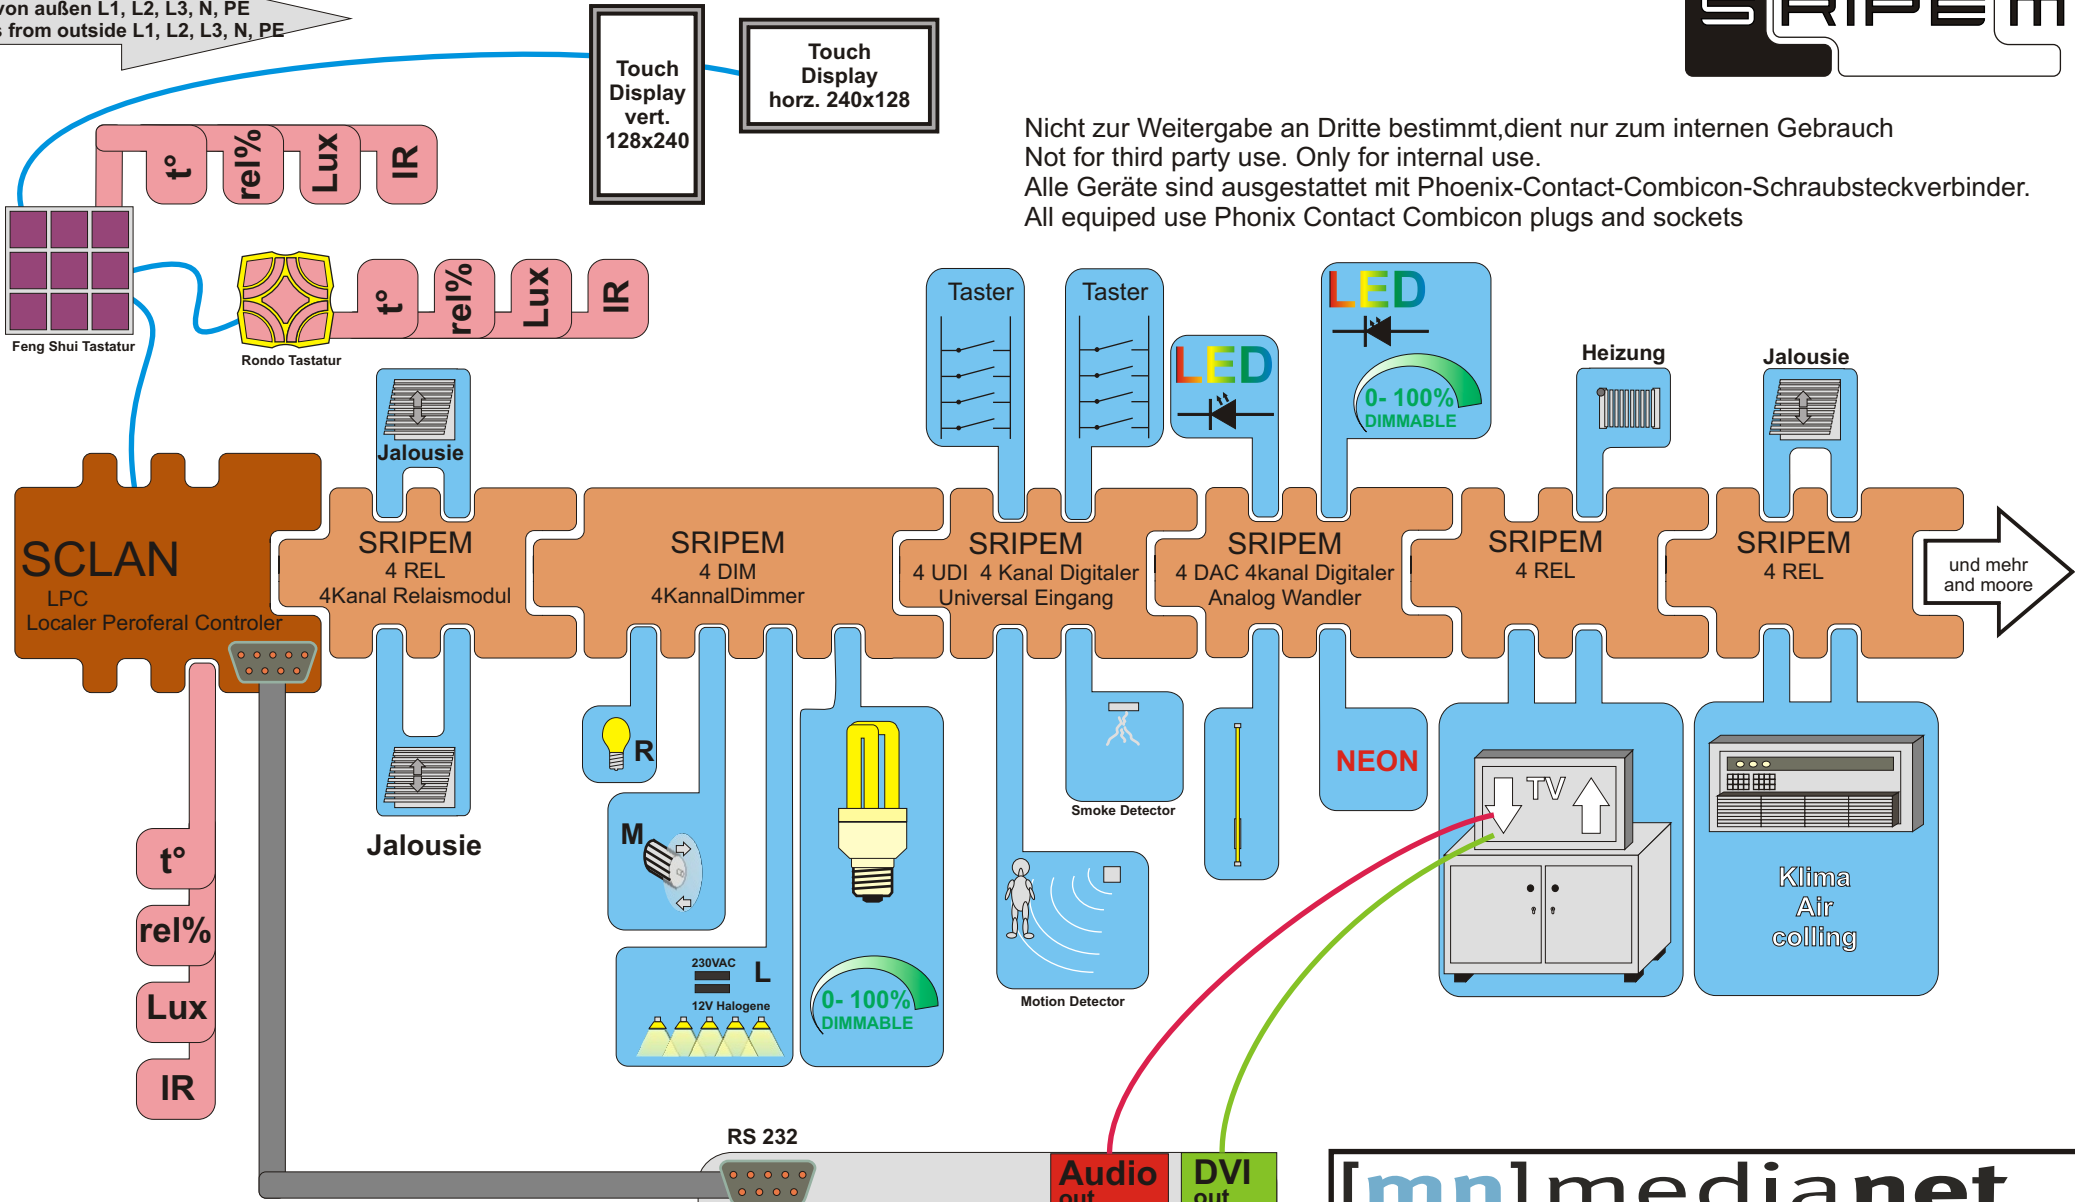 von außen L1, L2, L3, N, PE
from outside L1, L2, L3, N, PE
SRIPEM
Touch
Display
vert.
128x240
Touch
Display
horz. 240x128
Nicht zur Weitergabe an Dritte bestimmt,dient nur zum internen Gebrauch
Not for third party use. Only for internal use.
Alle Geräte sind ausgestattet mit Phoenix-Contact-Combicon-Schraubsteckverbinder.
All equiped use Phonix Contact Combicon plugs and sockets
t°
rel%
Lux
IR
Feng Shui Tastatur
t°
rel%
Lux
IR
Rondo Tastatur
Taster
Taster
LED
LED
0- 100%
DIMMABLE
Heizung
Jalousie
Jalousie
SCLAN
LPC
Localer Peroferal Controler
SRIPEM
4 REL
4Kanal Relaismodul
SRIPEM
4 DIM
4KannalDimmer
SRIPEM
4 UDI 4 Kanal Digitaler
Universal Eingang
SRIPEM
4 DAC 4kanal Digitaler
Analog Wandler
SRIPEM
4 REL
SRIPEM
4 REL
und mehr
and moore
Jalousie
R
M
230VAC
L
12V Halogene
0- 100%
DIMMABLE
Smoke Detector
Motion Detector
NEON
TV
Klima
Air
colling
t°
rel%
Lux
IR
RS 232
Audio
out
DVI
out
[mn]medianet